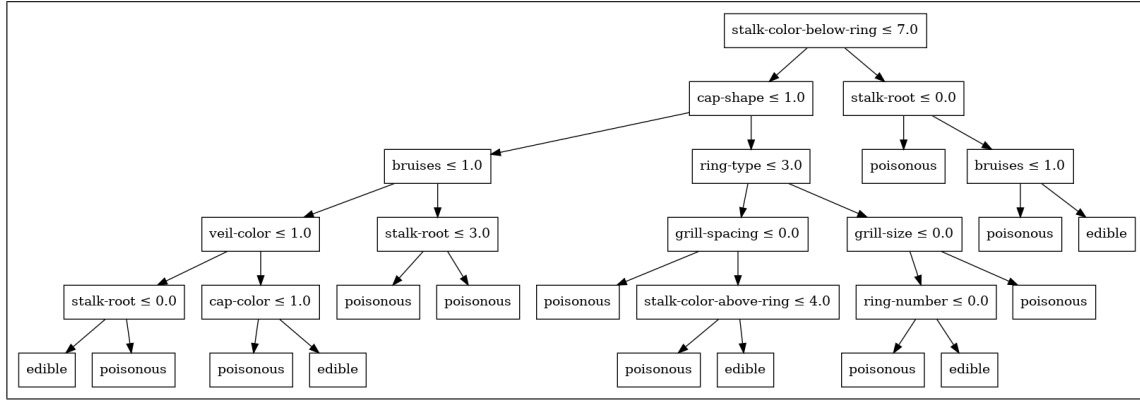 stalk-color-below-ring ≤ 7.0
cap-shape ≤ 1.0
stalk-root ≤ 0.0
bruises ≤ 1.0
ring-type ≤ 3.0
poisonous
bruises ≤ 1.0
veil-color ≤ 1.0
stalk-root ≤ 3.0
grill-spacing ≤ 0.0
grill-size ≤ 0.0
poisonous
edible
stalk-root ≤ 0.0
cap-color ≤ 1.0
poisonous
poisonous
poisonous
stalk-color-above-ring ≤ 4.0
ring-number ≤ 0.0
poisonous
edible
poisonous
poisonous
edible
poisonous
edible
poisonous
edible